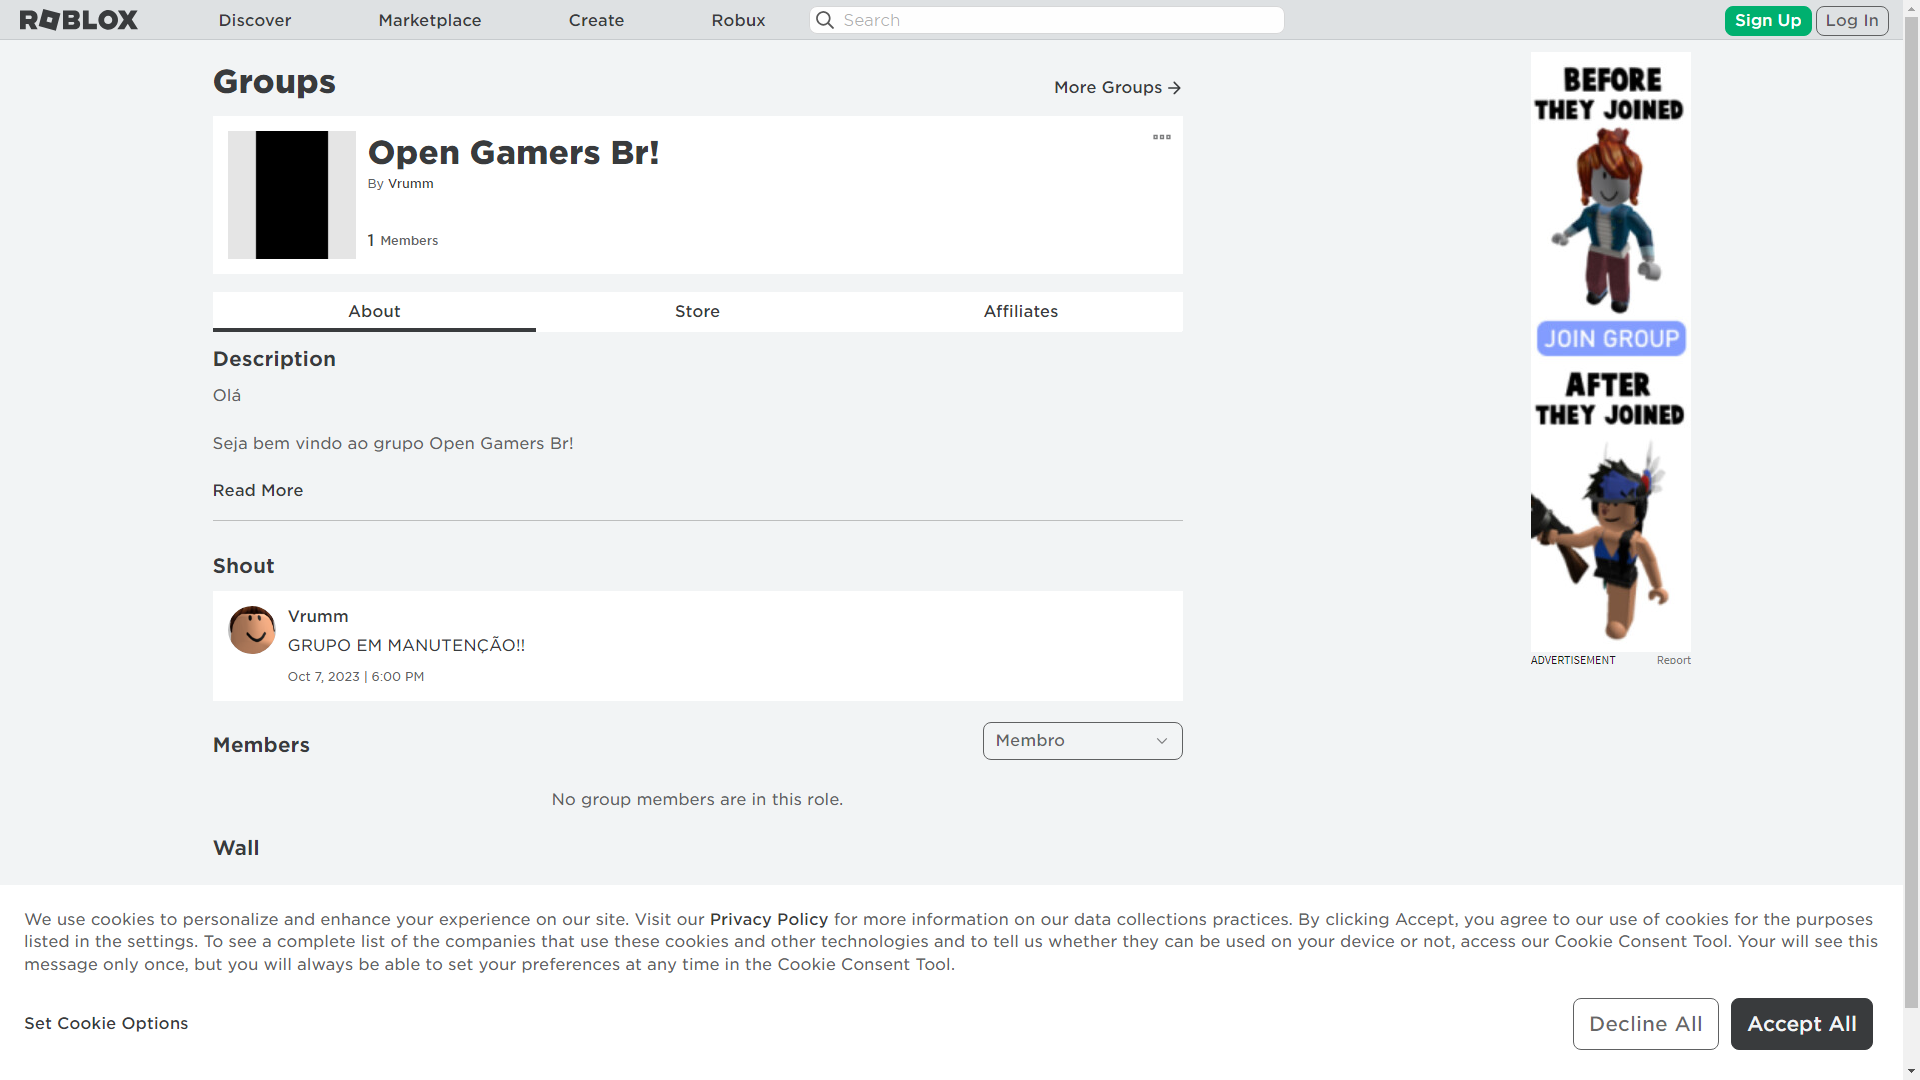 ROBLOX
Discover
Marketplace
Create
Robux
Search
Sign Up
Log In
Groups
More Groups
Open Gamers Br!
By Vrumm
1 Members
About
Store
Affiliates
Description
Olá
Seja bem vindo ao grupo Open Gamers Br!
Read More
Shout
Vrumm
GRUPO EM MANUTENÇÃO!!
Oct 7, 2023 | 6:00 PM
Members
Membro
No group members are in this role.
Wall
BEFORE
THEY JOINED
JOIN GROUP
AFTER
THEY JOINED
ADVERTISEMENT
Report
We use cookies to personalize and enhance your experience on our site. Visit our Privacy Policy for more information on our data collections practices. By clicking Accept, you agree to our use of cookies for the purposes
listed in the settings. To see a complete list of the companies that use these cookies and other technologies and to tell us whether they can be used on your device or not, access our Cookie Consent Tool. Your will see this
message only once, but you will always be able to set your preferences at any time in the Cookie Consent Tool.
Set Cookie Options
Decline All
Accept All